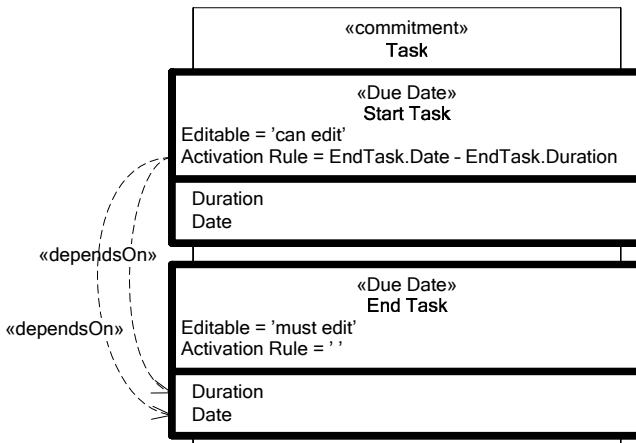 «commitment»
Task
«Due Date»
Start Task
Editable = ’can edit’
Activation Rule = EndTask.Date - EndTask.Duration
Duration
Date
«dependsOn»
«Due Date»
End Task
«dependsOn»
Editable = ’must edit’
Activation Rule = ’ ’
Duration
Date